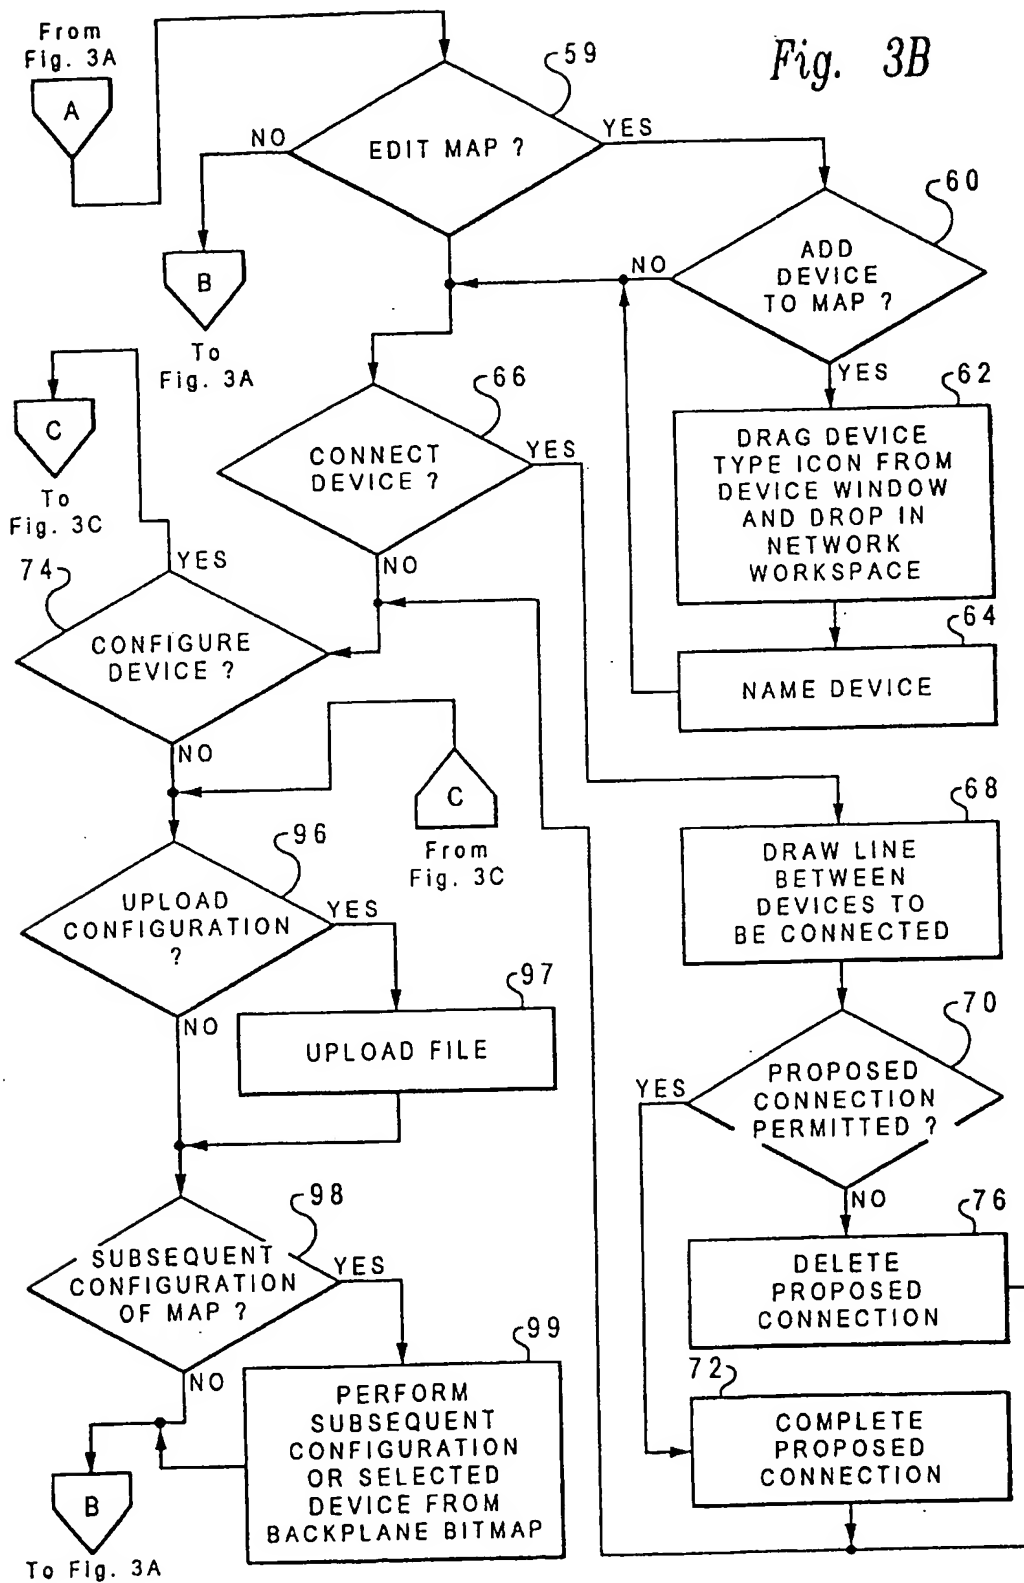 From
Fig. 3A
A
Fig. 3B
59
EDIT MAP ?
NO
YES
B
To
Fig. 3A
60
ADD
DEVICE
TO MAP ?
NO
YES
62
DRAG DEVICE
TYPE ICON FROM
DEVICE WINDOW
AND DROP IN
NETWORK
WORKSPACE
64
NAME DEVICE
66
CONNECT
DEVICE ?
YES
NO
C
To
Fig. 3C
74
YES
CONFIGURE
DEVICE ?
NO
C
From
Fig. 3C
68
DRAW LINE
BETWEEN
DEVICES TO
BE CONNECTED
96
UPLOAD
CONFIGURATION
?
YES
NO
97
UPLOAD FILE
70
PROPOSED
CONNECTION
PERMITTED ?
YES
NO
76
DELETE
PROPOSED
CONNECTION
72
COMPLETE
PROPOSED
CONNECTION
98
SUBSEQUENT
CONFIGURATION
OF MAP ?
YES
NO
99
PERFORM
SUBSEQUENT
CONFIGURATION
OR SELECTED
DEVICE FROM
BACKPLANE BITMAP
B
To Fig. 3A